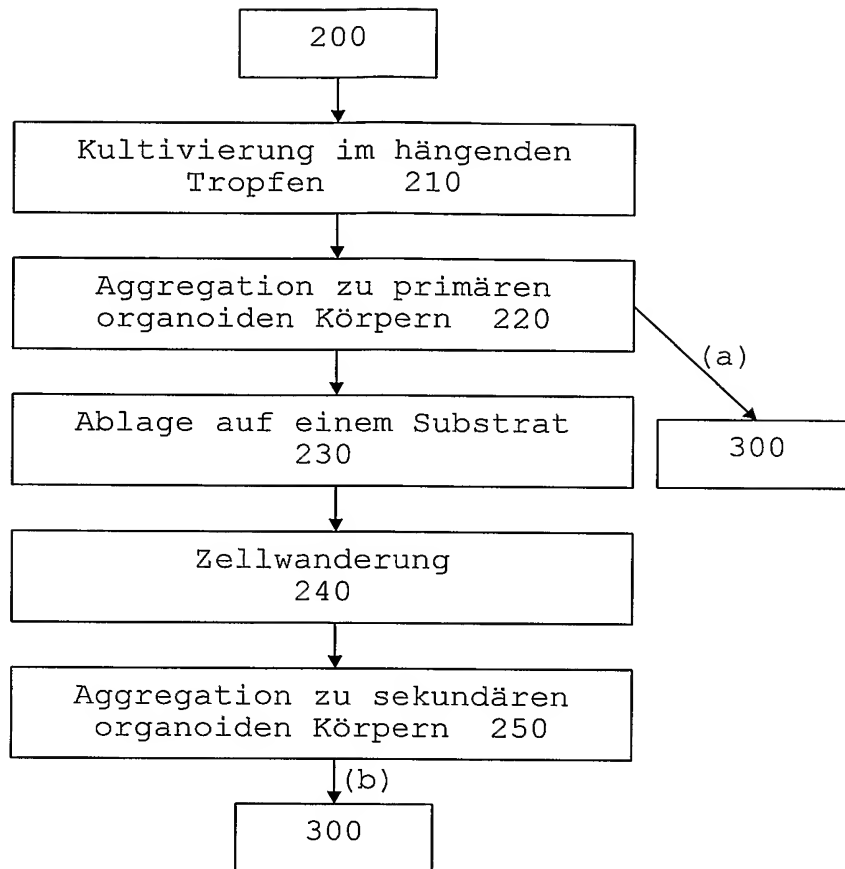 200
Kultivierung im hängenden
Tropfen 210
Aggregation zu primären
organoiden Körpern 220
(a)
Ablage auf einem Substrat
230
300
Zellwanderung
240
Aggregation zu sekundären
organoiden Körpern 250
(b)
300